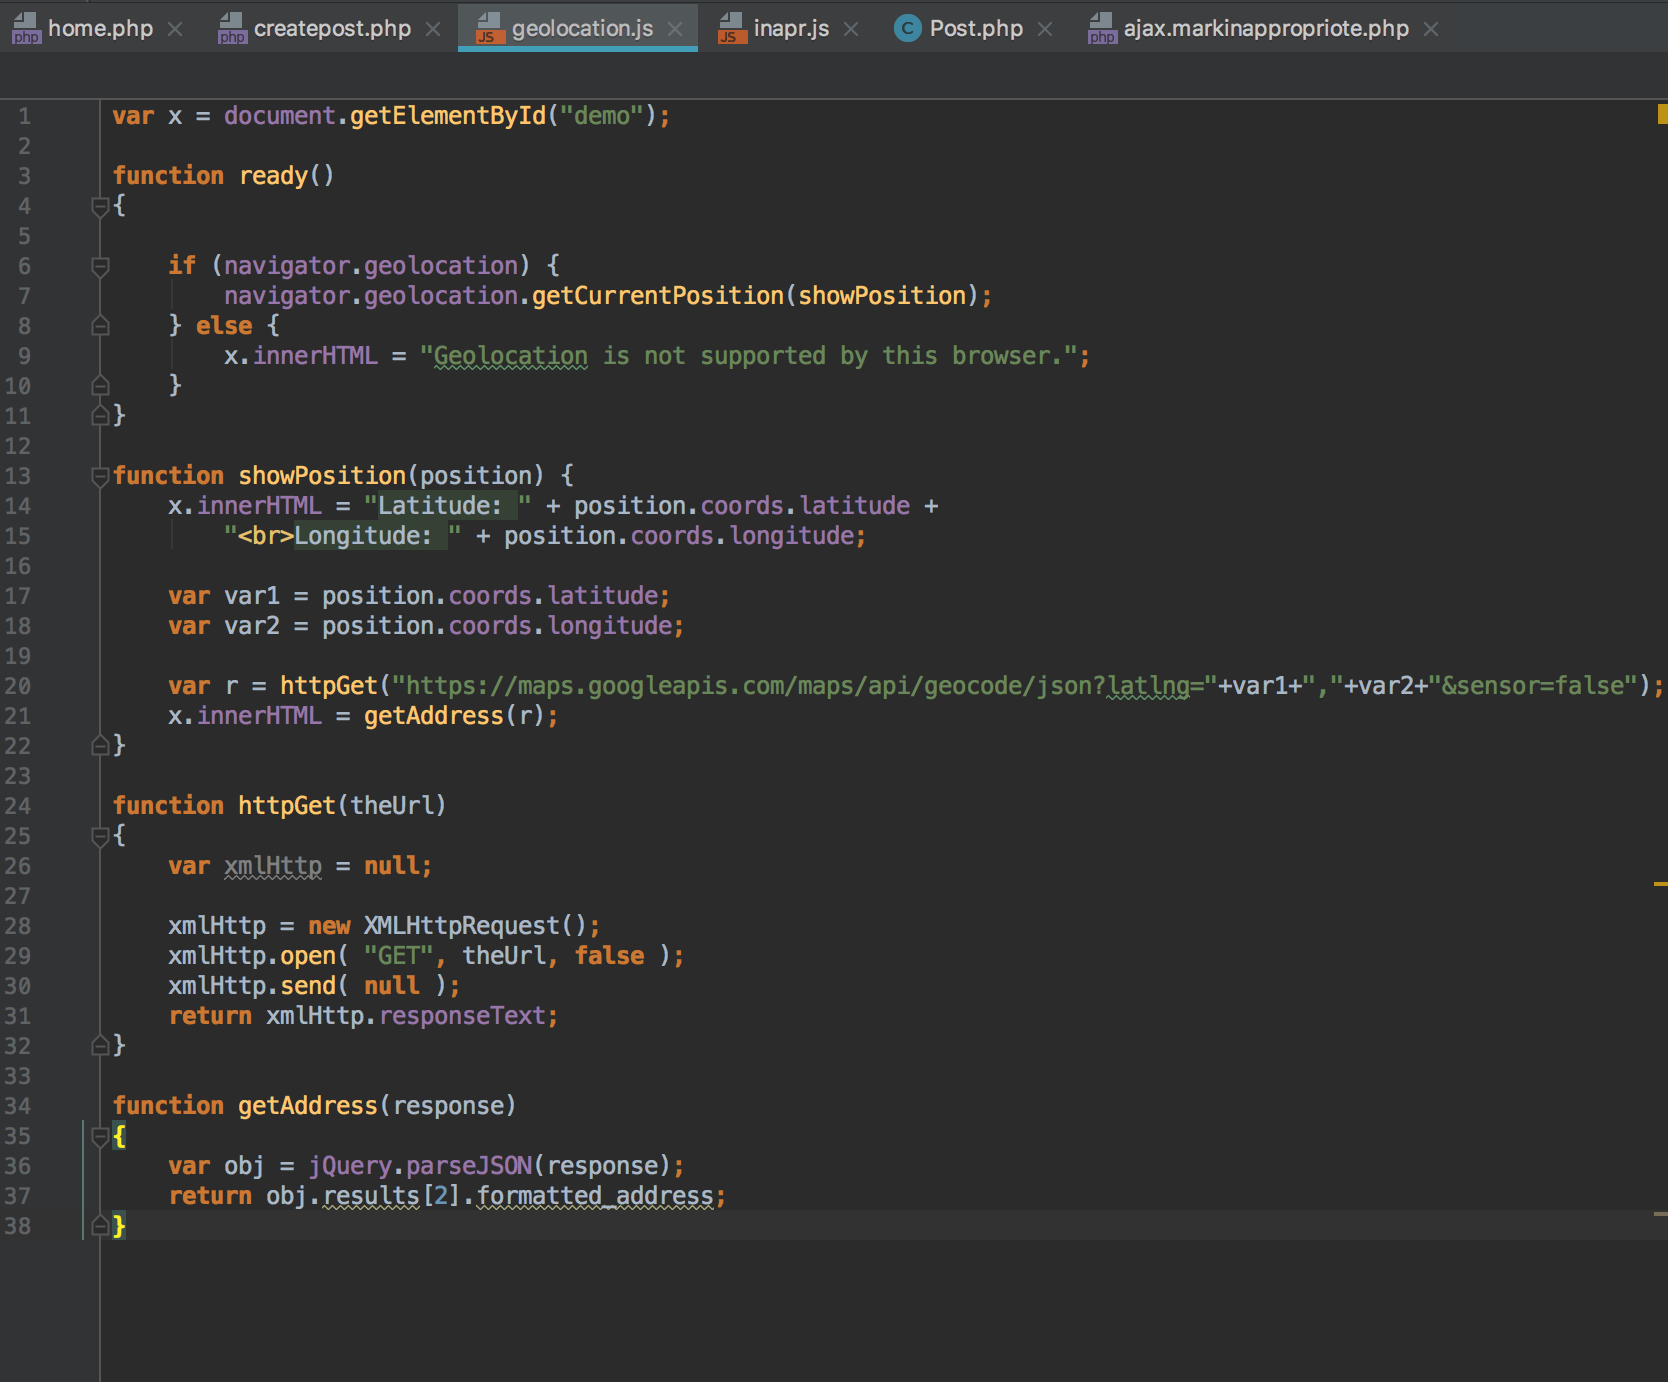 home.php createpost.php geolocation.js inapr.js Post.php ajax.markinappropriote.php
1 var x = document.getElementById("demo");
2
3 function ready()
4 {
5
6 if (navigator.geolocation) {
7 navigator.geolocation.getCurrentPosition(showPosition);
8 } else {
9 x.innerHTML = "Geolocation is not supported by this browser.";
10 }
11 }
12
13 function showPosition(position) {
14 x.innerHTML = "Latitude: " + position.coords.latitude +
15 "<br>Longitude: " + position.coords.longitude;
16
17 var var1 = position.coords.latitude;
18 var var2 = position.coords.longitude;
19
20 var r = httpGet("https://maps.googleapis.com/maps/api/geocode/json?latlng="+var1+","+var2+"&sensor=false");
21 x.innerHTML = getAddress(r);
22 }
23
24 function httpGet(theUrl)
25 {
26 var xmlHttp = null;
27
28 xmlHttp = new XMLHttpRequest();
29 xmlHttp.open( "GET", theUrl, false );
30 xmlHttp.send( null );
31 return xmlHttp.responseText;
32 }
33
34 function getAddress(response)
35 {
36 var obj = jQuery.parseJSON(response);
37 return obj.results[2].formatted_address;
38 }